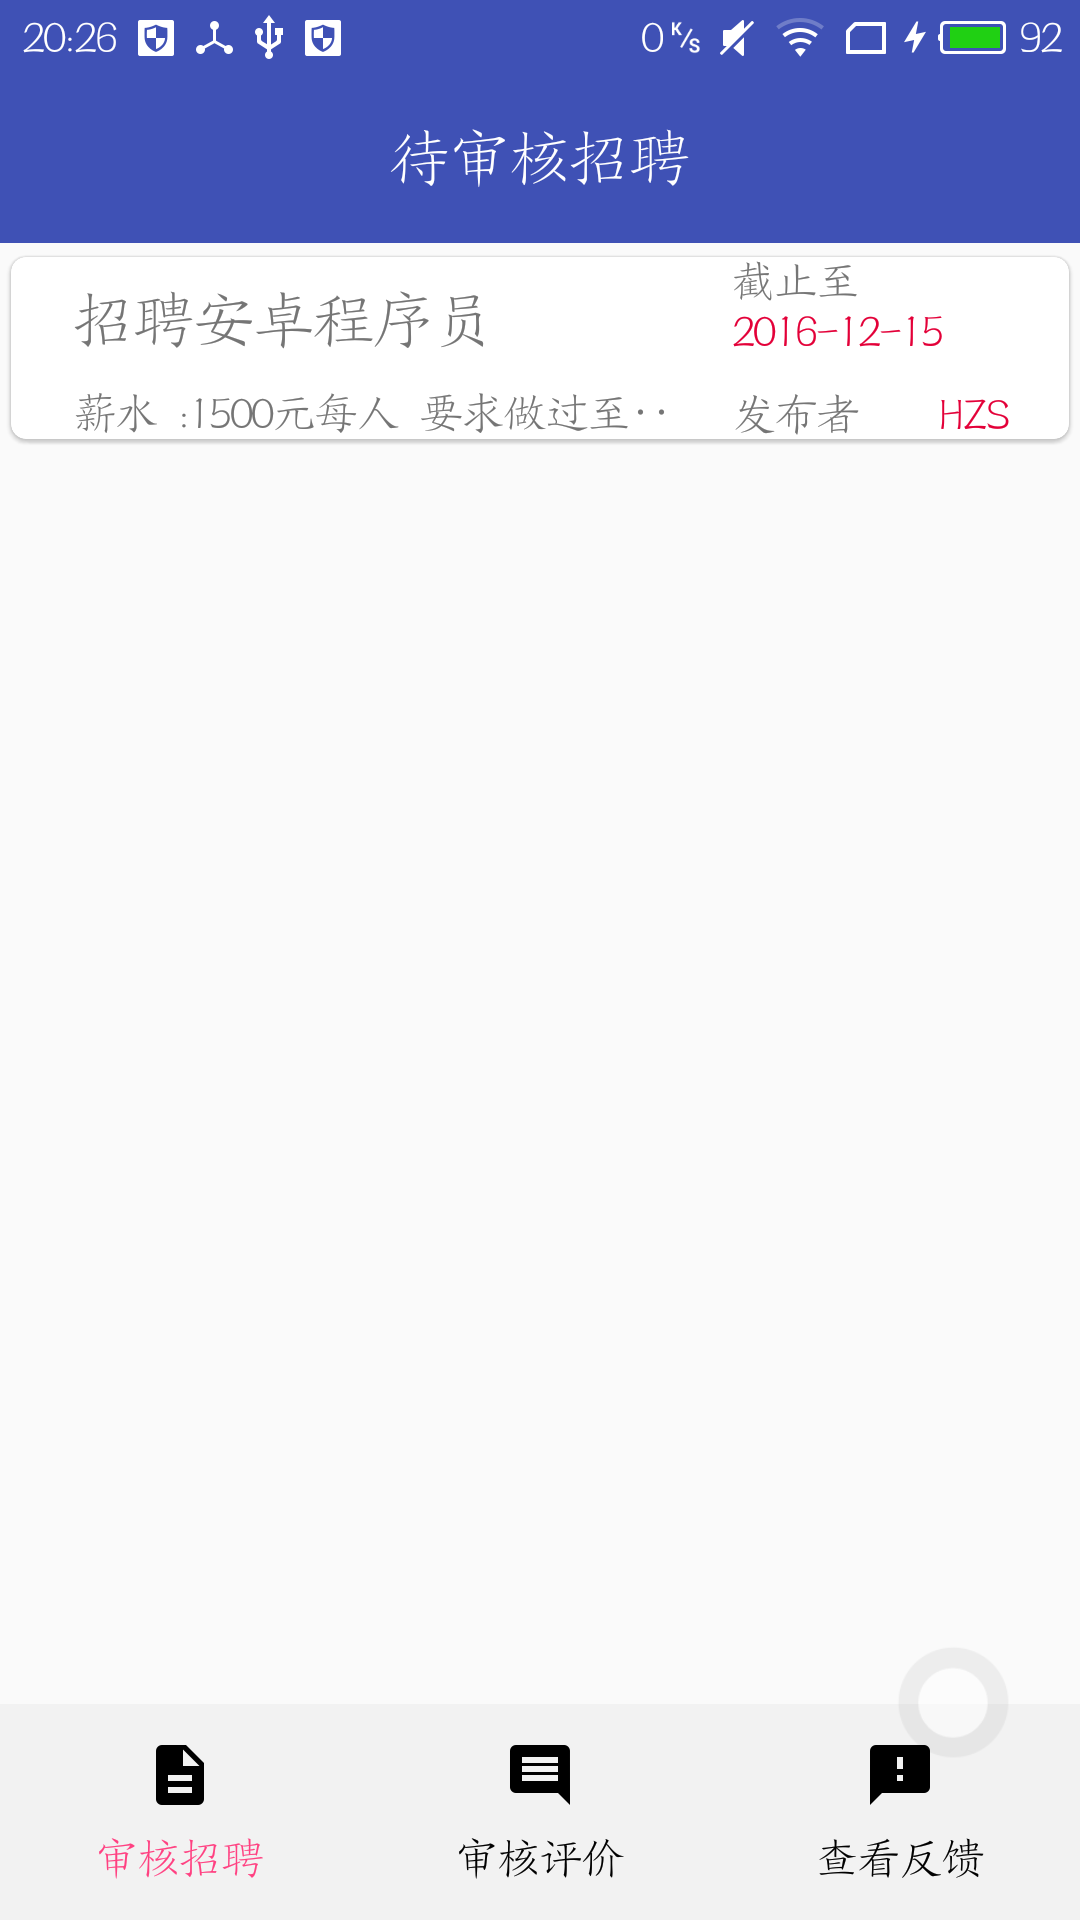 20:26 0 K/s 92
待审核招聘
招聘安卓程序员
截止至
2016-12-15
薪水 :1500元每人 要求做过至‥
发布者 HZS
审核招聘 审核评价 查看反馈